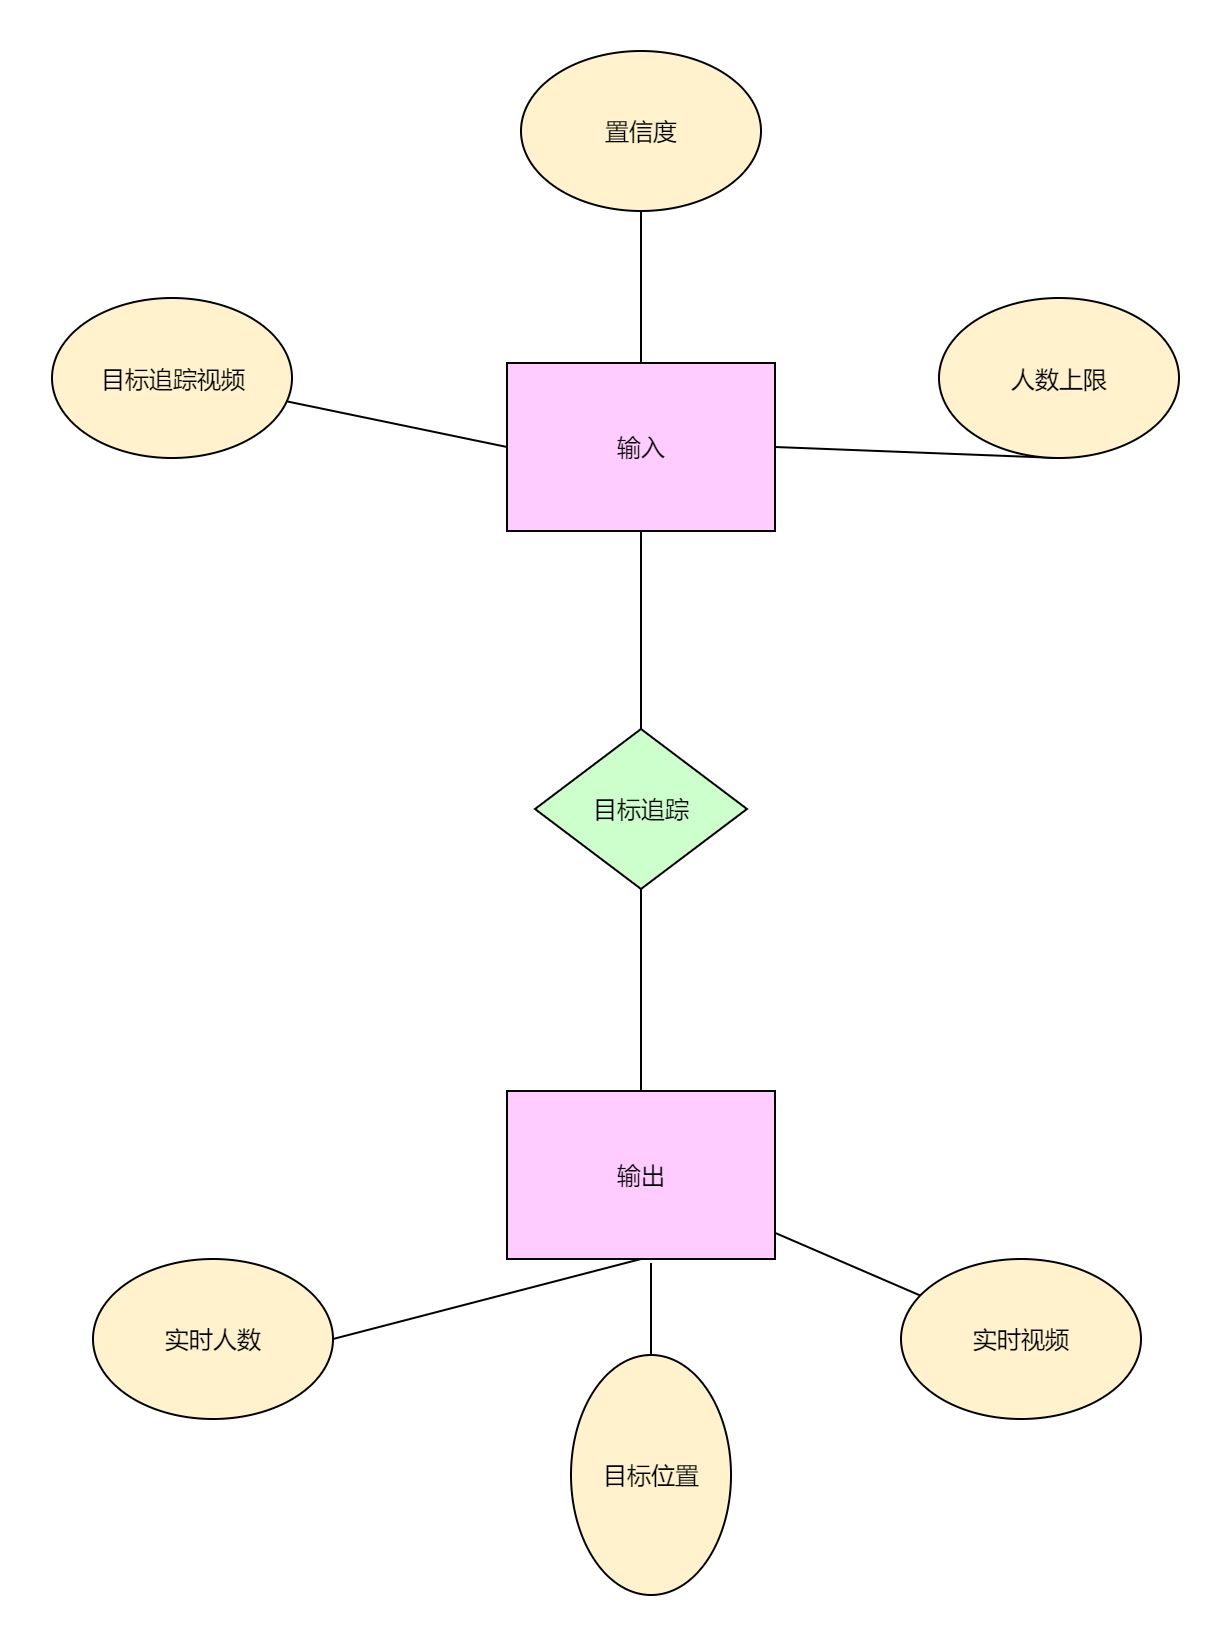 置信度
目标追踪视频
人数上限
输入
目标追踪
输出
实时人数
实时视频
目标位置